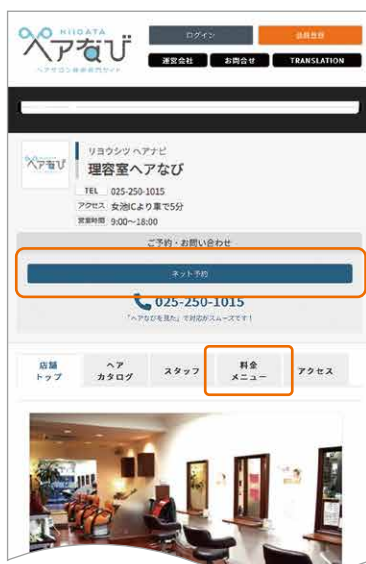 NIIGATA
ヘアなび
ヘアサロン検索専門サイト
ログイン
会員登録
運営会社
お問合せ
TRANSLATION
ヘアなび
リヨウシツ ヘアナビ
理容室ヘアなび
TEL 025-250-1015
アクセス 女池ICより車で5分
営業時間 9:00〜18:00
ご予約・お問い合わせ
ネット予約
025-250-1015
「ヘアなびを見た」で対応がスムーズです！
店舗
トップ
ヘア
カタログ
スタッフ
料金
メニュー
アクセス